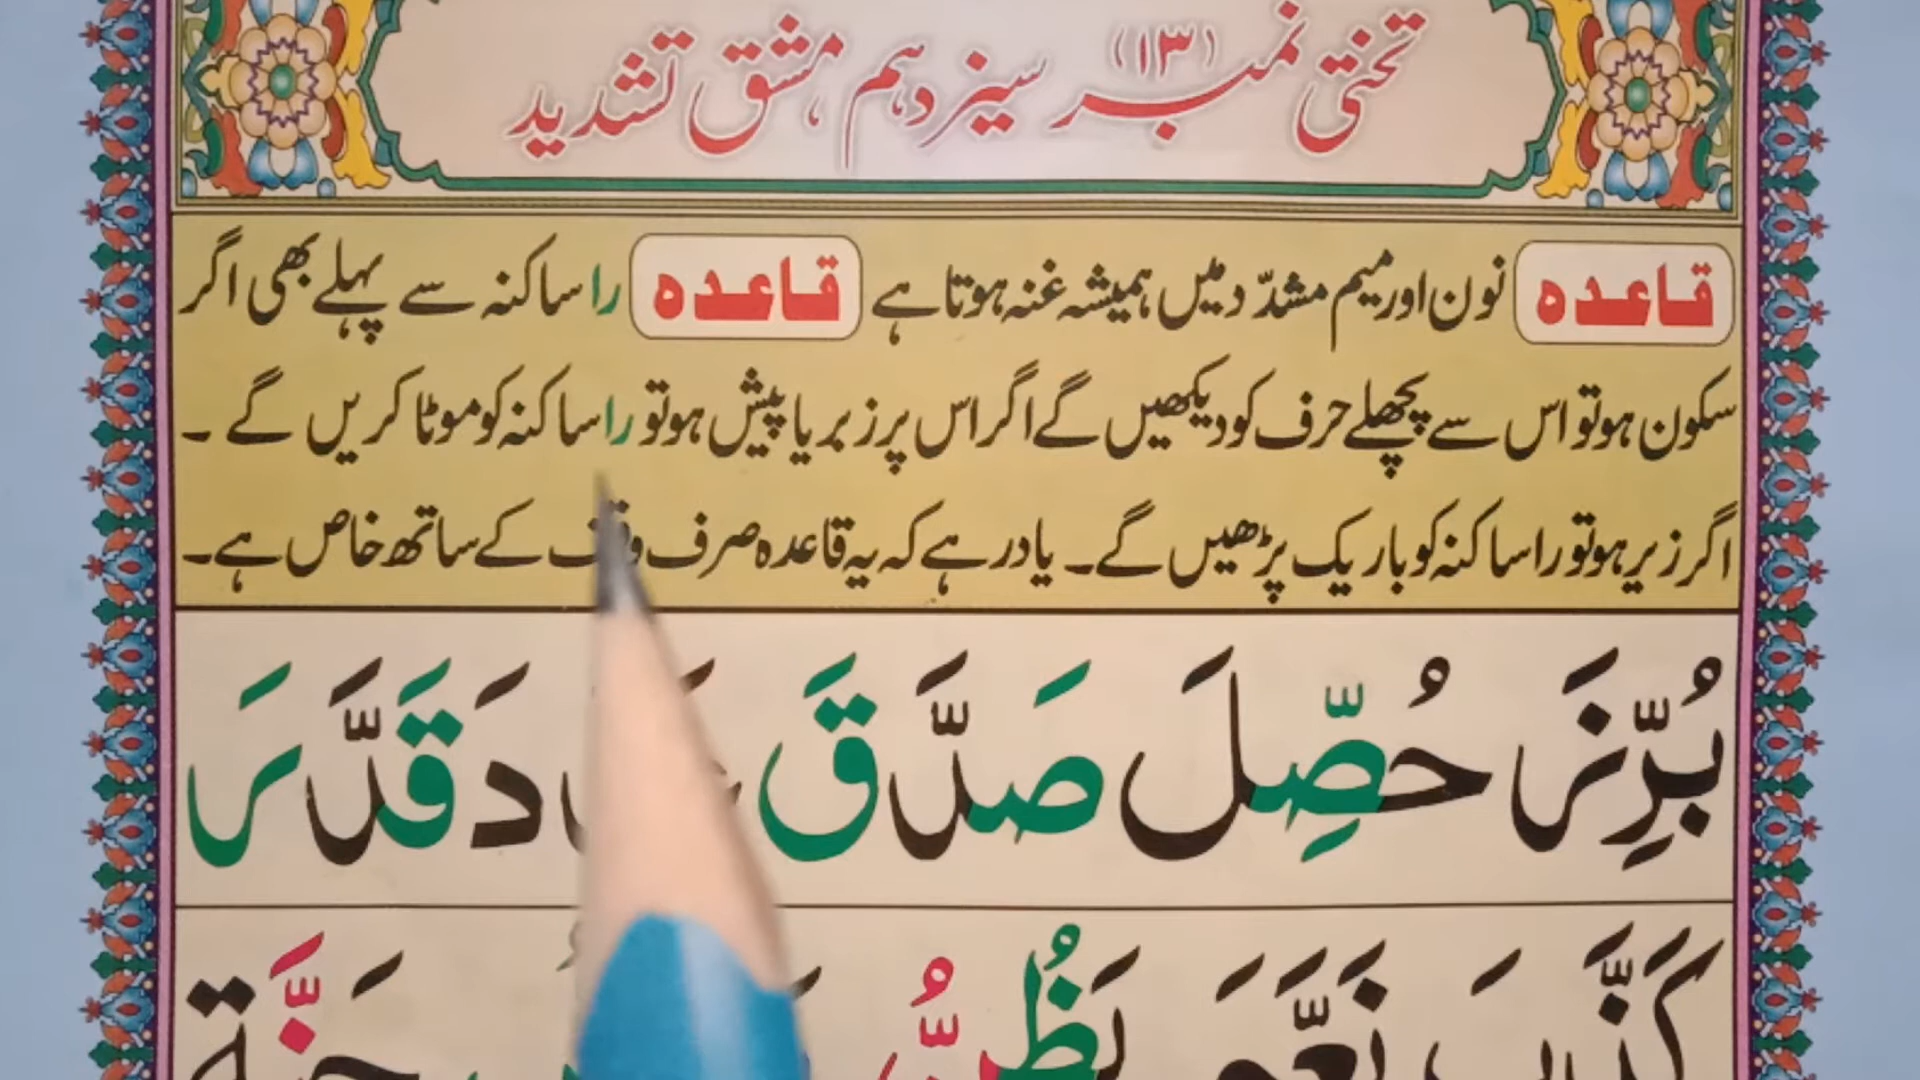 تختی نمبر (۱۳) سیزدہم، مشق تشدید
قاعدہ نون اور میم مشدّد میں ہمیشہ غنہ ہوتا ہے قاعدہ را ساکنہ سے پہلے بھی اگر
سکون ہو تو اس سے پچھلے حرف کو دیکھیں گے اگر اس پر زبر یا پیش ہو تو را ساکنہ کو موٹا کریں گے ۔
اگر زیر ہو تو را ساکنہ کو باریک پڑھیں گے۔ یاد رہے کہ یہ قاعدہ صرف وقف کے ساتھ خاص ہے۔
بُرِّزَ حُصِّلَ صَدَّقَ قَدَّرَ
كَذَّبَ نَعَّمَ يَظُنُّ جَنَّة